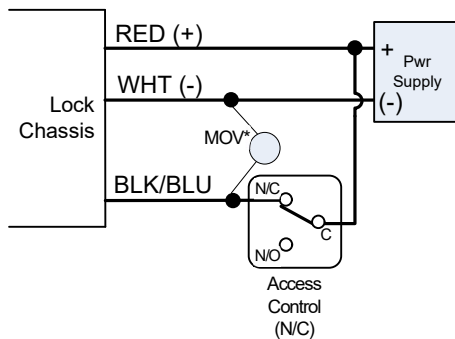 RED (+)
WHT (-)
Lock
Chassis
BLK/BLU
MOV*
+
(-)
Pwr
Supply
N/C
C
N/O
Access
Control
(N/C)